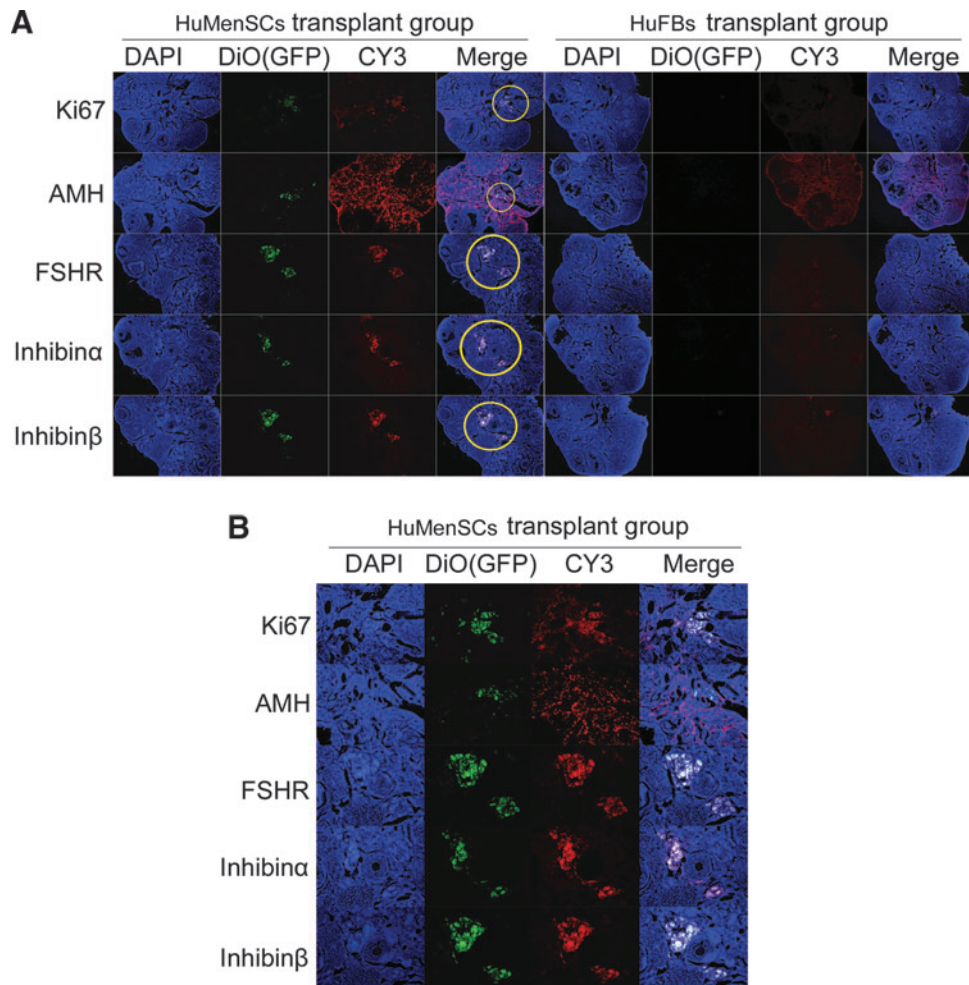 A
HuMenSCs transplant group HuFBs transplant group
DAPI DiO(GFP) CY3 Merge DAPI DiO(GFP) CY3 Merge
Ki67
AMH
FSHR
Inhibinα
Inhibinβ
B
HuMenSCs transplant group
DAPI DiO(GFP) CY3 Merge
Ki67
AMH
FSHR
Inhibinα
Inhibinβ